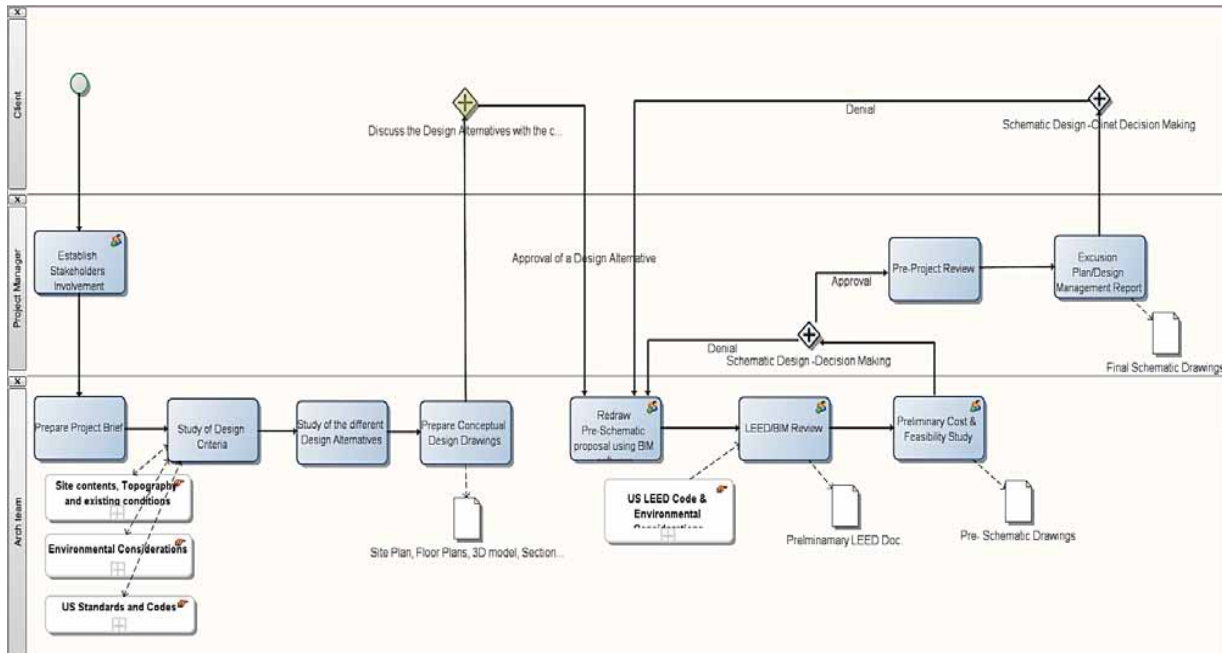 X
Client
Discuss the Design Alternatives with the c...
Denial
Schematic Design -Clinet Decision Making
X
Project Manager
Establish
Stakeholders
Involvement
Approval of a Design Alternative
Pre-Project Review
Excusion
Plan/Design
Management Report
Approval
Denial
Schematic Design -Decision Making
Final Schematic Drawings
X
Arch team
Prepare Project Brief
Study of Design
Criteria
Study of the different
Design Alternatives
Prepare Conceptual
Design Drawings
Redraw
Pre-Schematic
proposal using BIM
LEED/BIM Review
Preliminary Cost &
Feasibility Study
Site contents, Topography
and existing conditions
Environmental Considerations
US Standards and Codes
Site Plan, Floor Plans, 3D model, Section...
US LEED Code &
Environmental
Prelminamary LEED Doc.
Pre- Schematic Drawings